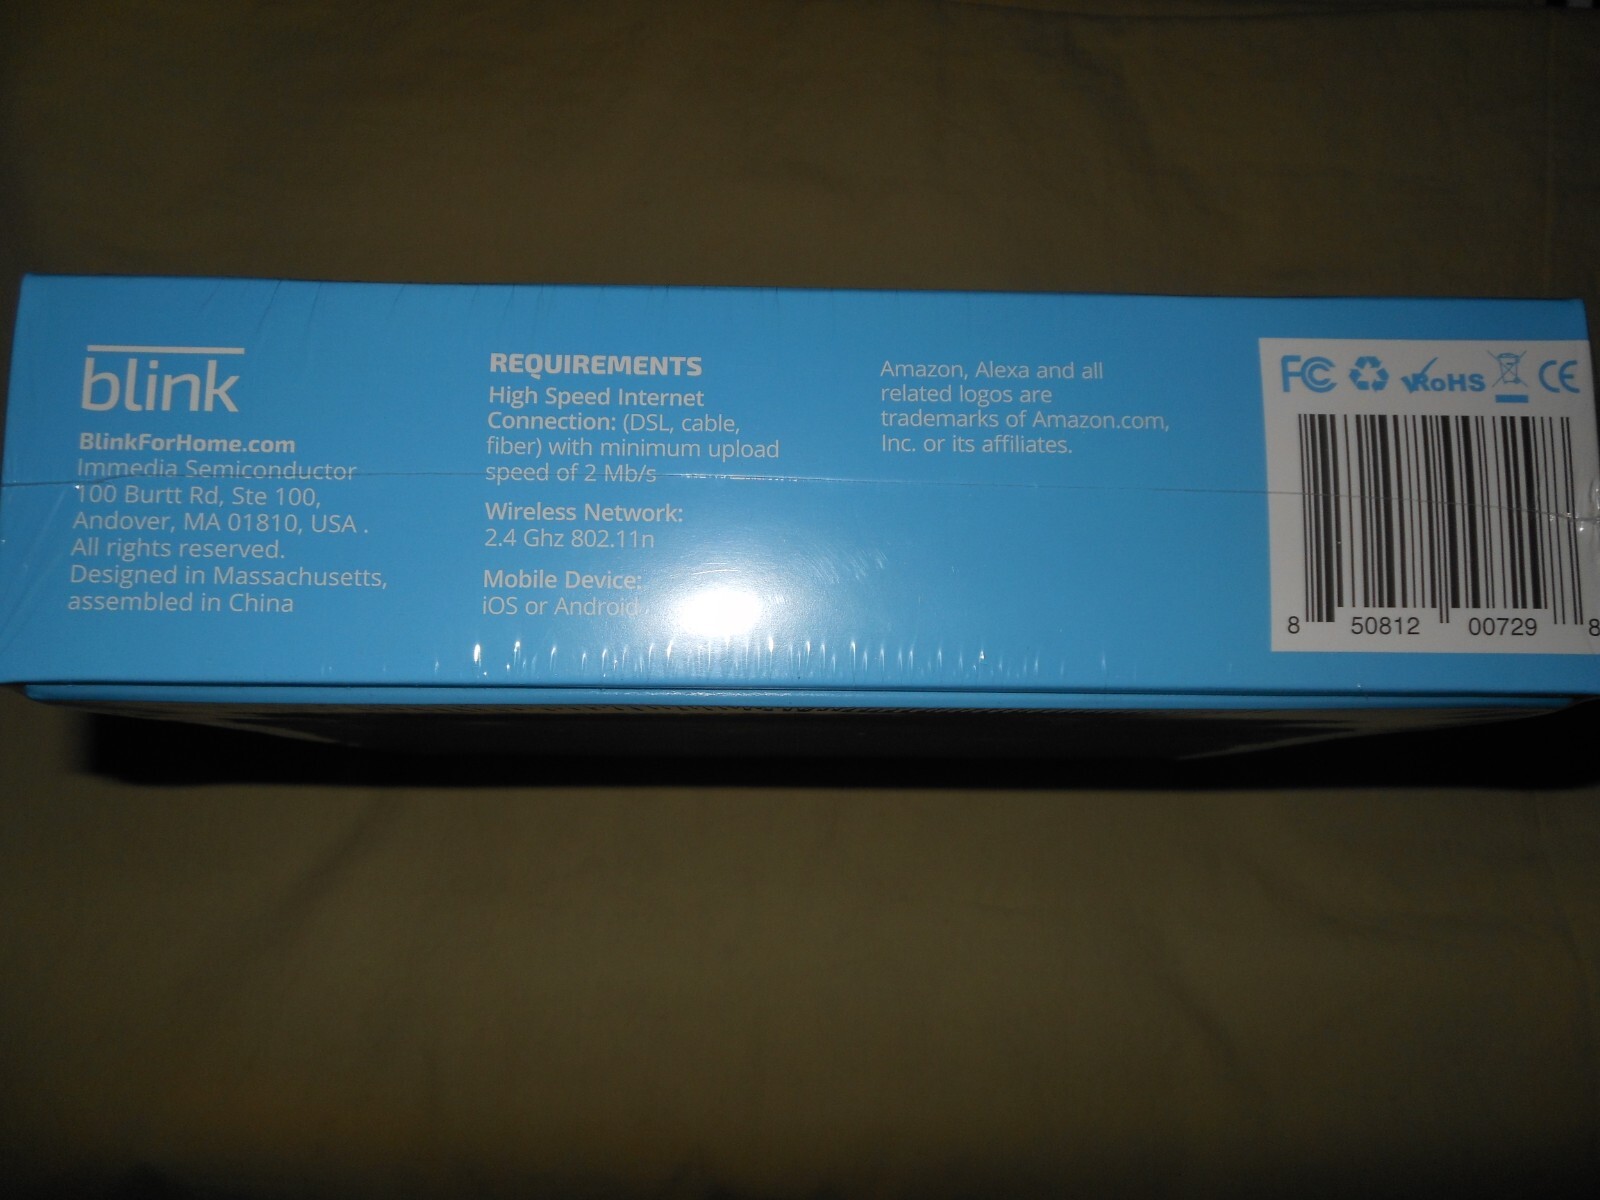 blink
BlinkForHome.com
Immedia Semiconductor
100 Burtt Rd, Ste 100,
Andover, MA 01810, USA .
All rights reserved.
Designed in Massachusetts,
assembled in China
REQUIREMENTS
High Speed Internet
Connection: (DSL, cable,
fiber) with minimum upload
speed of 2 Mb/s
Wireless Network:
2.4 Ghz 802.11n
Mobile Device:
iOS or Android
Amazon, Alexa and all
related logos are
trademarks of Amazon.com,
Inc. or its affiliates.
FC RoHS CE
8 50812 00729 8